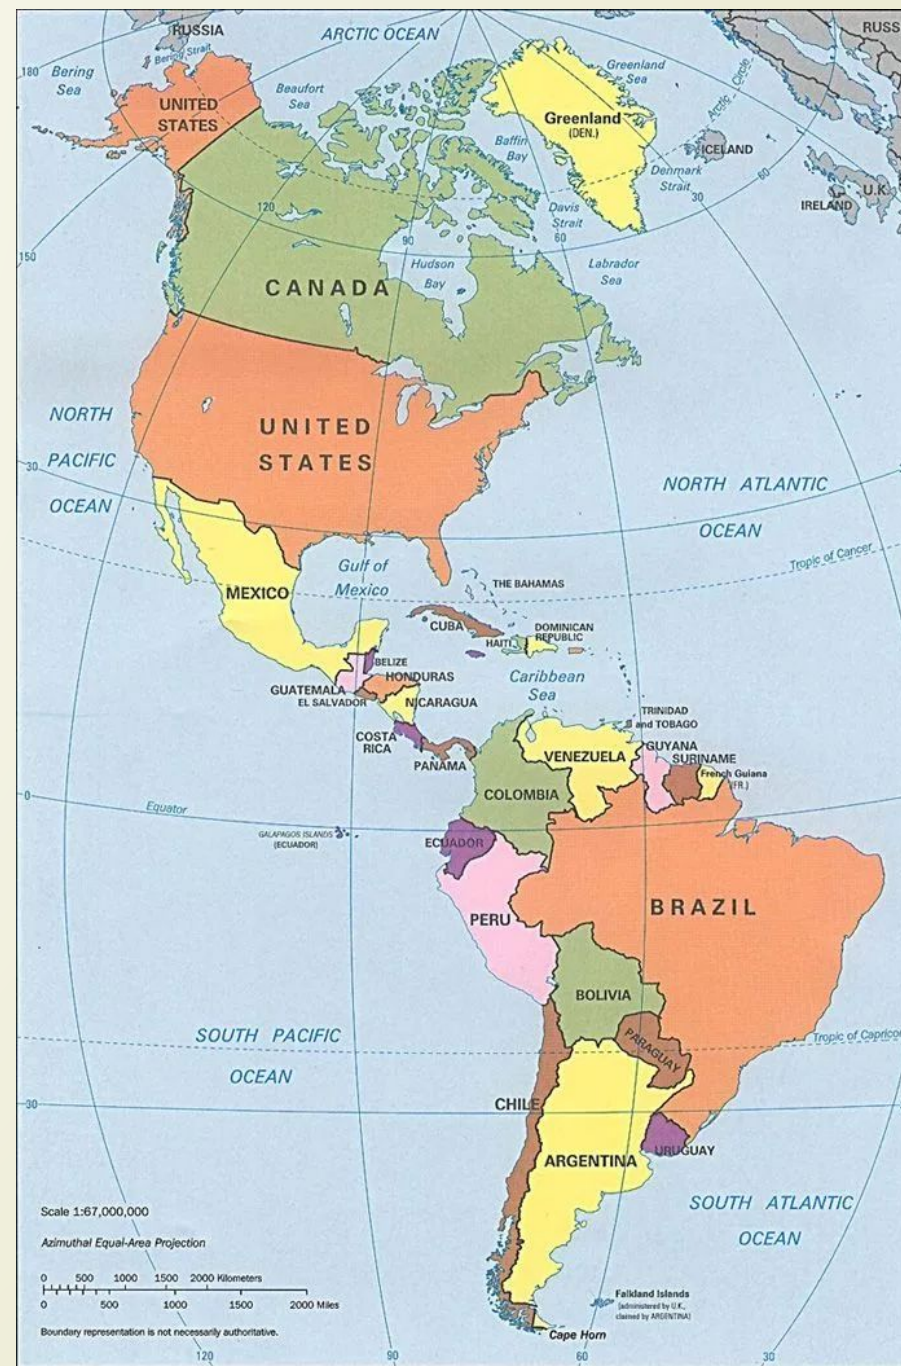 RUSSIA
ARCTIC OCEAN
RUSS
180
Bering
Sea
Bering Strait
Beaufort
Sea
Greenland
Sea
Arctic Circle
UNITED
STATES
Greenland
(DEN.)
Baffin
Bay
ICELAND
Denmark
Strait
60
30
U.K.
IRELAND
120
Davis
Strait
90
60
150
Hudson
Bay
Labrador
Sea
CANADA
NORTH
PACIFIC
OCEAN
UNITED
STATES
30
NORTH ATLANTIC
OCEAN
Tropic of Cancer
Gulf of
Mexico
THE BAHAMAS
MEXICO
CUBA
DOMINICAN
REPUBLIC
HAITI
BELIZE
HONDURAS
GUATEMALA
EL SALVADOR
NICARAGUA
Caribbean
Sea
COSTA
RICA
PANAMA
TRINIDAD
and TOBAGO
VENEZUELA
GUYANA
SURINAME
French Guiana
(FR.)
COLOMBIA
0
Equator
GALAPAGOS ISLANDS
(ECUADOR)
ECUADOR
PERU
BRAZIL
BOLIVIA
SOUTH PACIFIC
OCEAN
PARAGUAY
Tropic of Capricor
30
CHILE
URUGUAY
ARGENTINA
SOUTH ATLANTIC
OCEAN
Scale 1:67,000,000
Azimuthal Equal-Area Projection
0 500 1000 1500 2000 Kilometers
0 500 1000 2000 Miles
Falkland Islands
(administered by U.K.,
claimed by ARGENTINA)
Boundary representation is not necessarily authoritative.
Cape Horn
120
90
60
30